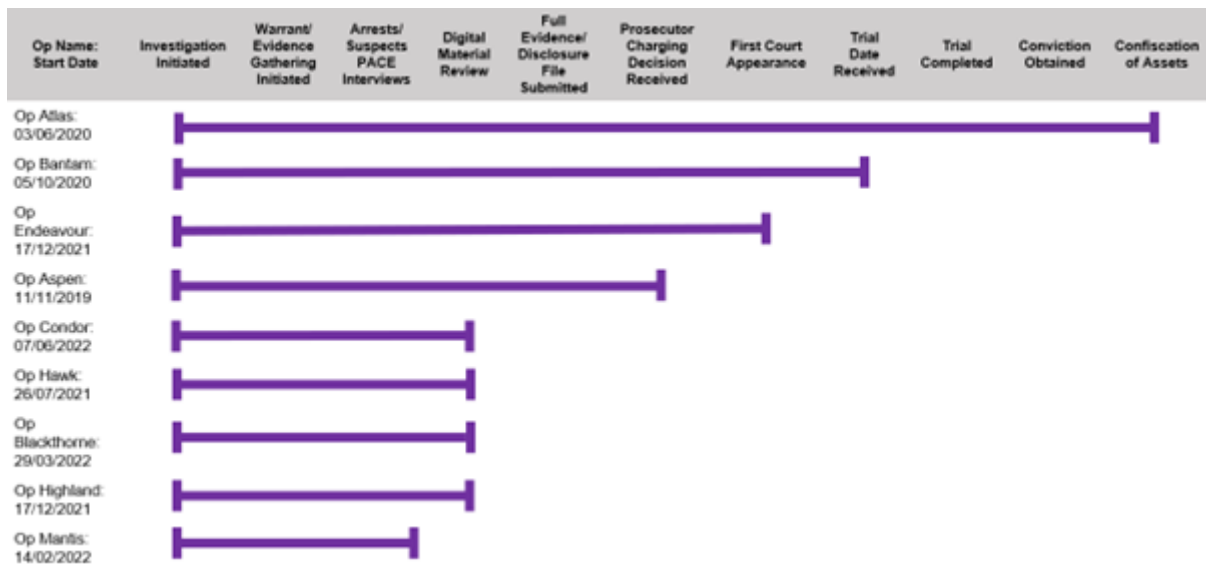 Op Name:
Start Date
Investigation
Initiated
Warrant/
Evidence
Gathering
Initiated
Arrests/
Suspects
PACE
Interviews
Digital
Material
Review
Full
Evidence/
Disclosure
File
Submitted
Prosecutor
Charging
Decision
Received
First Court
Appearance
Trial
Date
Received
Trial
Completed
Conviction
Obtained
Confiscation
of Assets
Op Atlas:
03/06/2020
Op Bantam:
05/10/2020
Op
Endeavour:
17/12/2021
Op Aspen:
11/11/2019
Op Condor:
07/06/2022
Op Hawk:
26/07/2021
Op
Blackthorne:
29/03/2022
Op Highland:
17/12/2021
Op Mantis:
14/02/2022